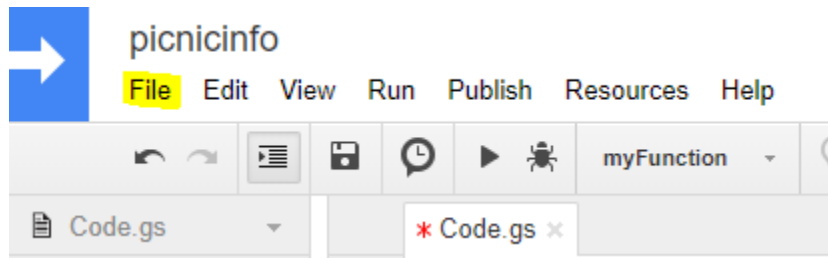 picnicinfo
File Edit View Run Publish Resources Help
myFunction
Code.gs
* Code.gs ×